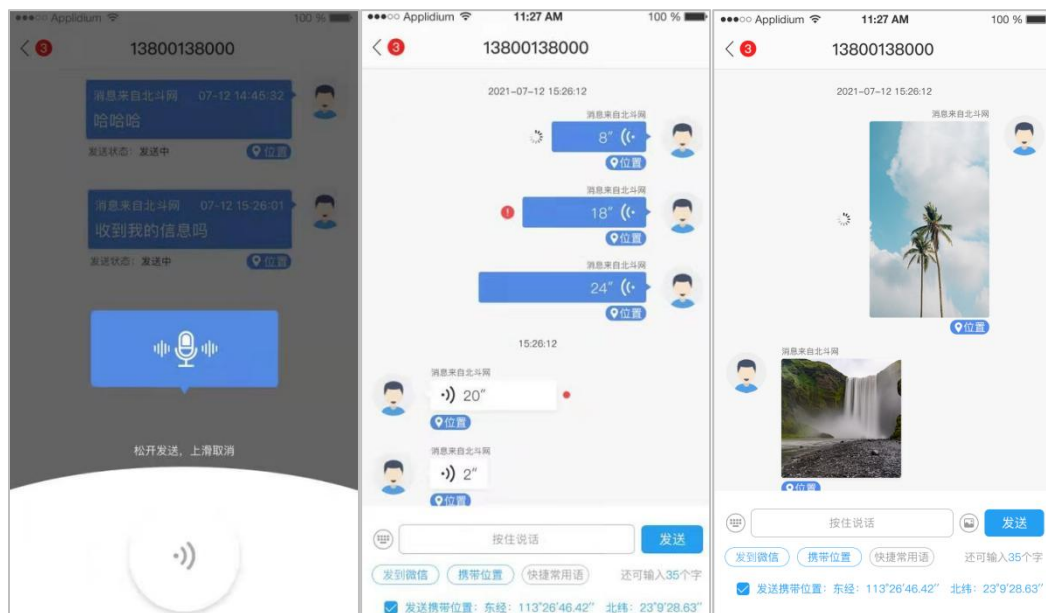 Applidium
100 %
3
13800138000
消息来自北斗网 07-12 14:45:32
哈哈哈
发送状态：发送中
位置
消息来自北斗网 07-12 15:26:01
收到我的信息吗
发送状态：发送中
位置
松开发送，上滑取消
Applidium 11:27 AM 100 %
3
13800138000
2021-07-12 15:26:12
消息来自北斗网
8"
位置
消息来自北斗网
18"
位置
消息来自北斗网
24"
位置
15:26:12
消息来自北斗网
20"
位置
消息来自北斗网
2"
位置
按住说话
发送
发到微信 携带位置 快捷常用语 还可输入35个字
发送携带位置：东经：113°26'46.42" 北纬：23°9'28.63"
Applidium 11:27 AM 100 %
3
13800138000
2021-07-12 15:26:12
消息来自北斗网
位置
消息来自北斗网
位置
按住说话
发送
发到微信 携带位置 快捷常用语 还可输入35个字
发送携带位置：东经：113°26'46.42" 北纬：23°9'28.63"